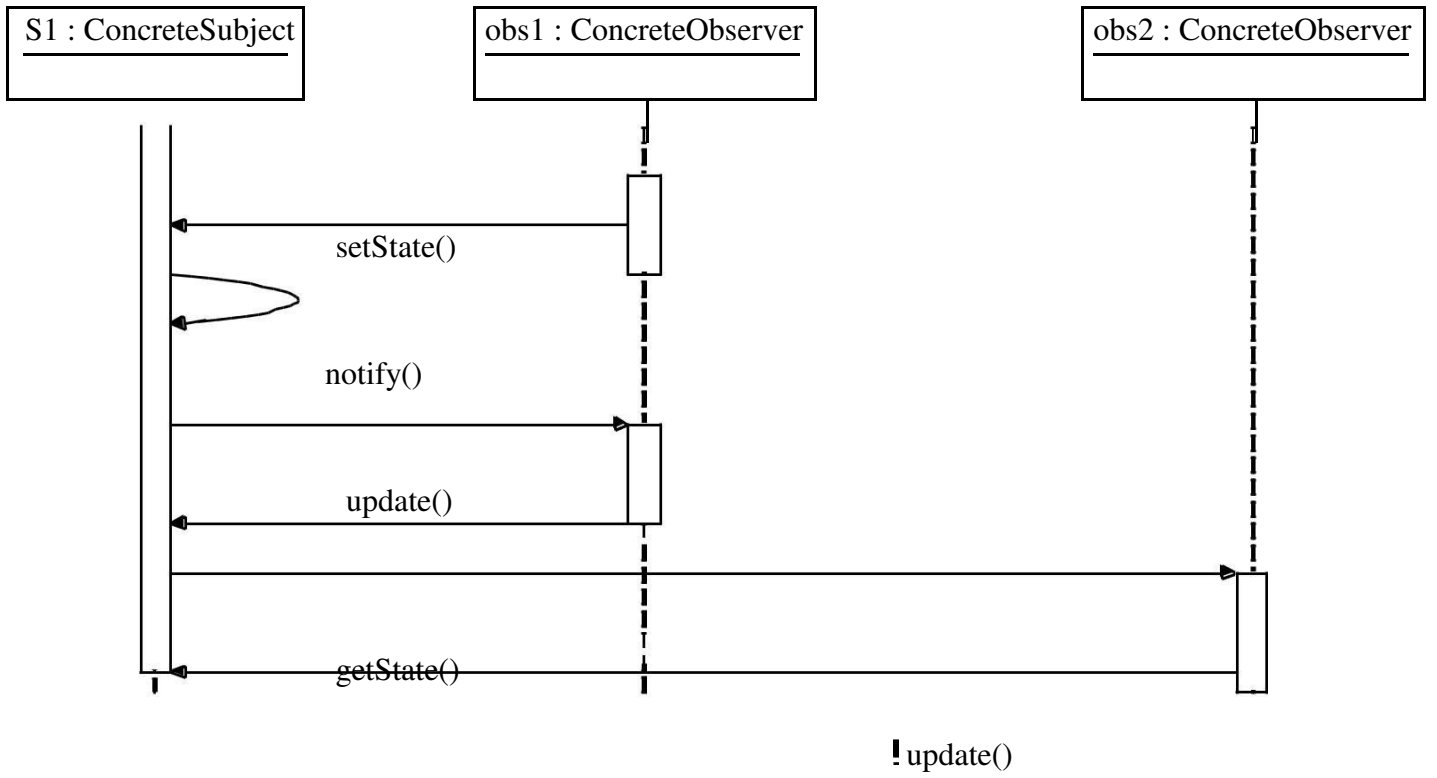 S1 : ConcreteSubject
obs1 : ConcreteObserver
obs2 : ConcreteObserver
setState()
notify()
update()
getState()
update()